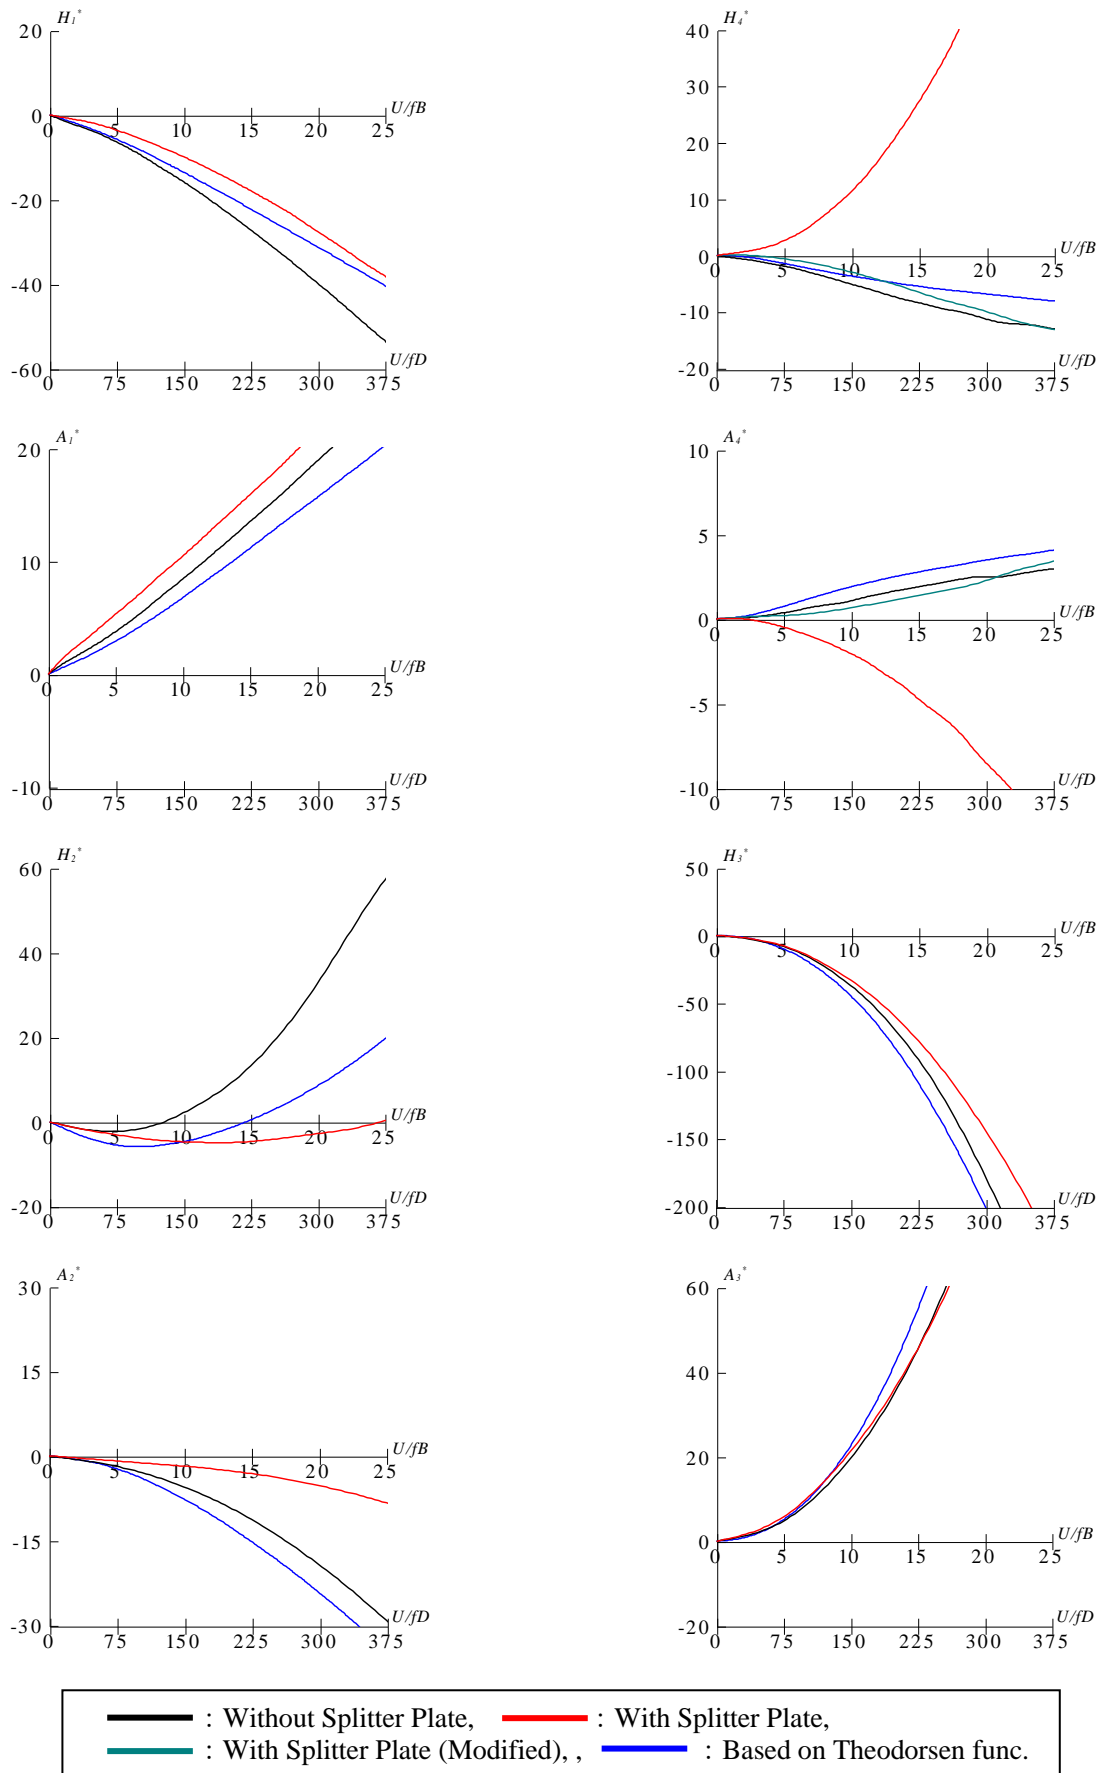 H1*
20
0
-20
-40
-60
U/fB
0 5 10 15 20 25
U/fD
0 75 150 225 300 375
H4*
40
30
20
10
0
-10
-20
U/fB
0 5 10 15 20 25
U/fD
0 75 150 225 300 375
A1*
20
10
0
-10
U/fB
0 5 10 15 20 25
U/fD
0 75 150 225 300 375
A4*
10
5
0
-5
-10
U/fB
0 5 10 15 20 25
U/fD
0 75 150 225 300 375
H2*
60
40
20
0
-20
U/fB
0 5 10 15 20 25
U/fD
0 75 150 225 300 375
H3*
50
0
-50
-100
-150
-200
U/fB
0 5 10 15 20 25
U/fD
0 75 150 225 300 375
A2*
30
15
0
-15
-30
U/fB
0 5 10 15 20 25
U/fD
0 75 150 225 300 375
A3*
60
40
20
0
-20
U/fB
0 5 10 15 20 25
U/fD
0 75 150 225 300 375
: Without Splitter Plate, : With Splitter Plate,
: With Splitter Plate (Modified), , : Based on Theodorsen func.